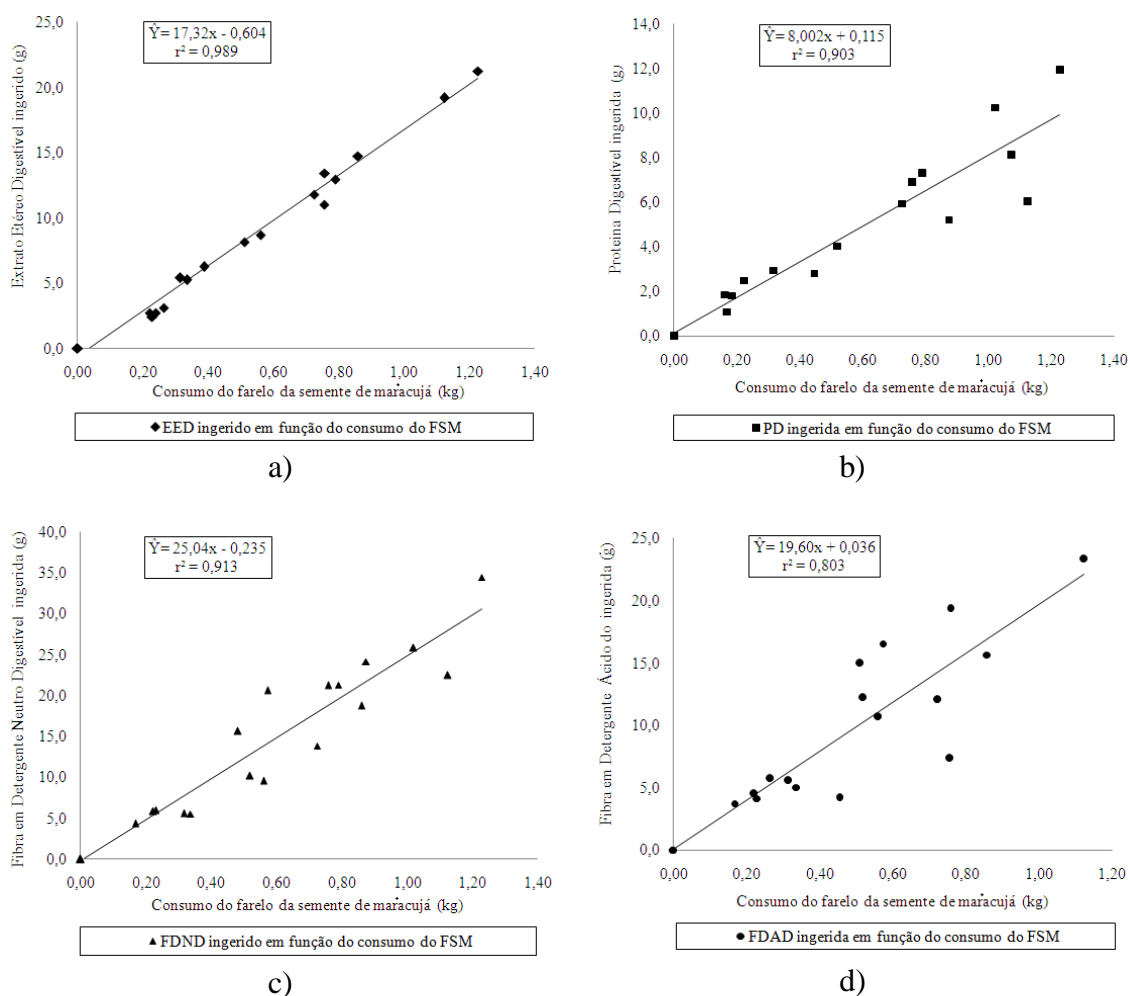 Extrato Etéreo Digestível ingerido (g)
25,0
20,0
15,0
10,0
5,0
0,0
Ŷ= 17,32x - 0,604
r² = 0,989
0,00 0,20 0,40 0,60 0,80 1,00 1,20 1,40
Consumo do farelo da semente de maracujá (kg)
EED ingerido em função do consumo do FSM
a)
Proteína Digestível ingerida (g)
14,0
12,0
10,0
8,0
6,0
4,0
2,0
0,0
Ŷ= 8,002x + 0,115
r² = 0,903
0,00 0,20 0,40 0,60 0,80 1,00 1,20 1,40
Consumo do farelo da semente de maracujá (kg)
PD ingerida em função do consumo do FSM
b)
Fibra em Detergente Neutro Digestível ingerida (g)
40,0
35,0
30,0
25,0
20,0
15,0
10,0
5,0
0,0
Ŷ= 25,04x - 0,235
r² = 0,913
0,00 0,20 0,40 0,60 0,80 1,00 1,20 1,40
Consumo do farelo da semente de maracujá (kg)
FDND ingerido em função do consumo do FSM
c)
Fibra em Detergente Ácido do ingerida (g)
25,0
20,0
15,0
10,0
5,0
0,0
Ŷ= 19,60x + 0,036
r² = 0,803
0,00 0,20 0,40 0,60 0,80 1,00 1,20
Consumo do farelo da semente de maracujá (kg)
FDAD ingerida em função do consumo do FSM
d)